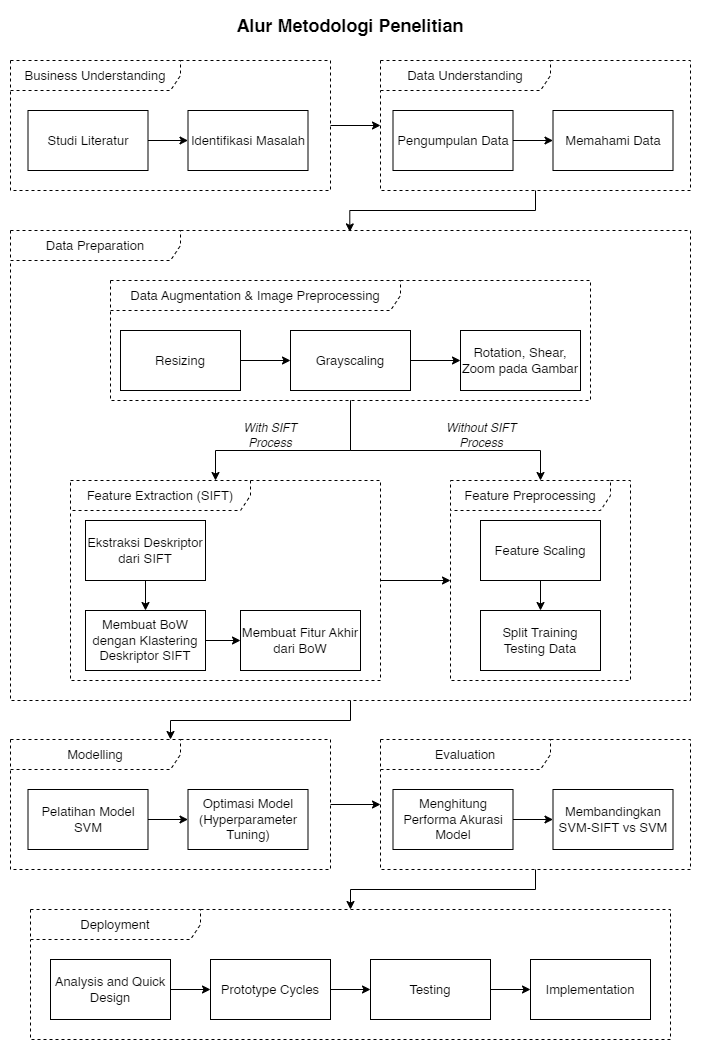 Alur Metodologi Penelitian
Business Understanding
Studi Literatur
Identifikasi Masalah
Data Understanding
Pengumpulan Data
Memahami Data
Data Preparation
Data Augmentation & Image Preprocessing
Resizing
Grayscaling
Rotation, Shear,
Zoom pada Gambar
With SIFT
Process
Without SIFT
Process
Feature Extraction (SIFT)
Ekstraksi Deskriptor
dari SIFT
Membuat BoW
dengan Klastering
Deskriptor SIFT
Membuat Fitur Akhir
dari BoW
Feature Preprocessing
Feature Scaling
Split Training
Testing Data
Modelling
Pelatihan Model
SVM
Optimasi Model
(Hyperparameter
Tuning)
Evaluation
Menghitung
Performa Akurasi
Model
Membandingkan
SVM-SIFT vs SVM
Deployment
Analysis and Quick
Design
Prototype Cycles
Testing
Implementation